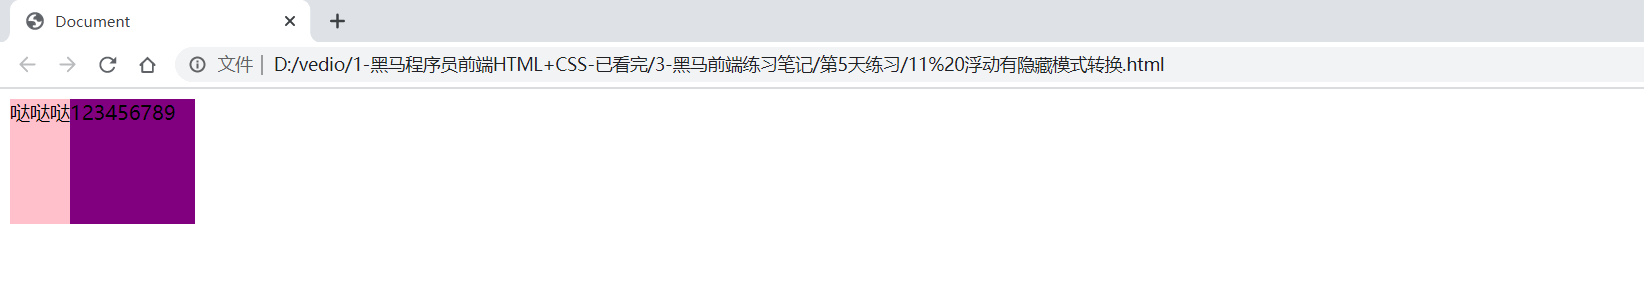 Document
文件 D:/vedio/1-黑马程序员前端HTML+CSS-已看完/3-黑马前端练习笔记/第5天练习/11%20浮动有隐藏模式转换.html
哒哒哒123456789